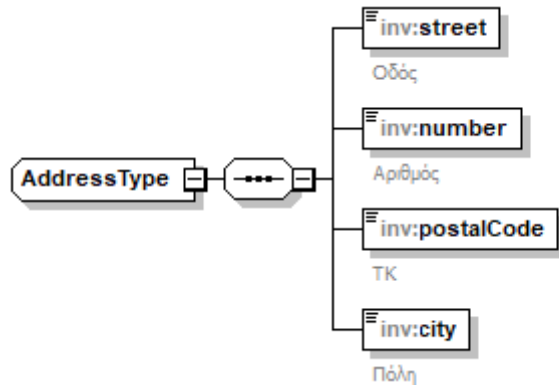 inv:street
Οδός
inv:number
Αριθμός
AddressType
inv:postalCode
ΤΚ
inv:city
Πόλη